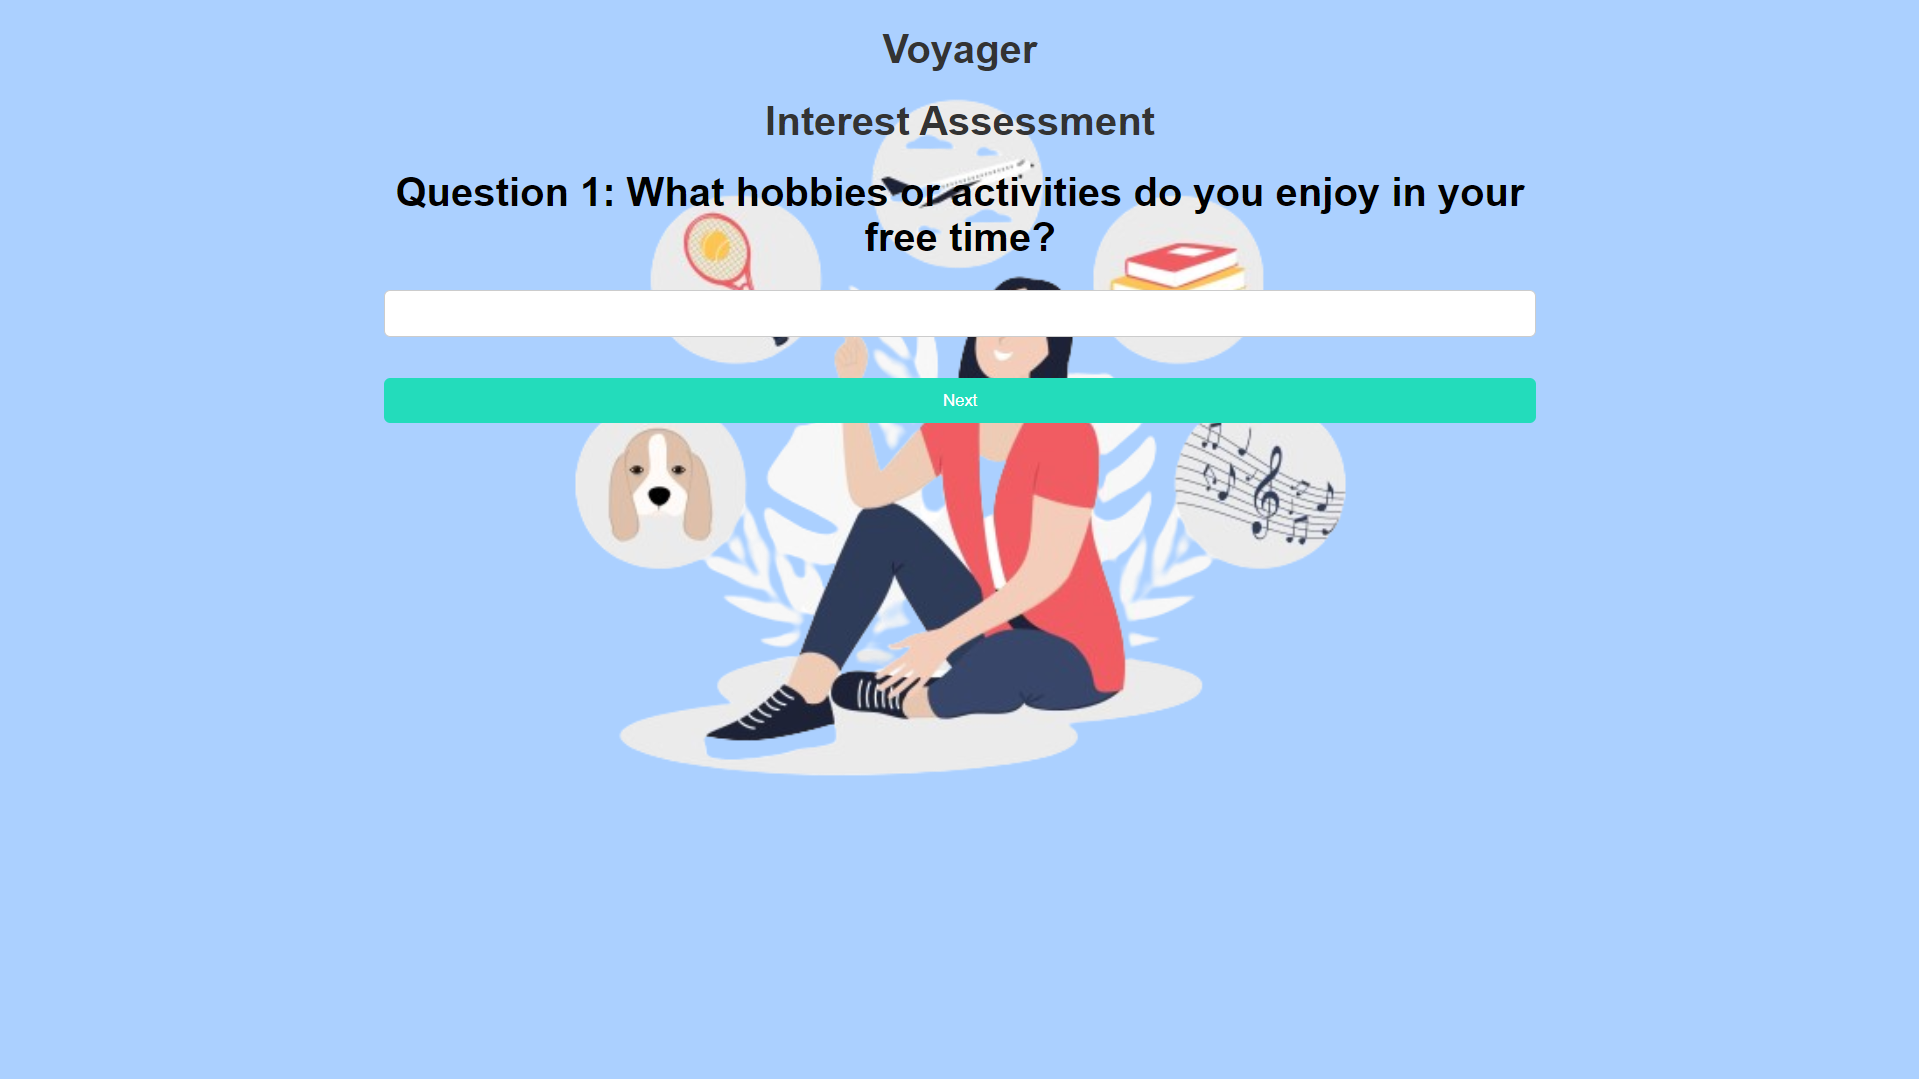 Voyager
Interest Assessment
Question 1: What hobbies or activities do you enjoy in your
free time?
Next